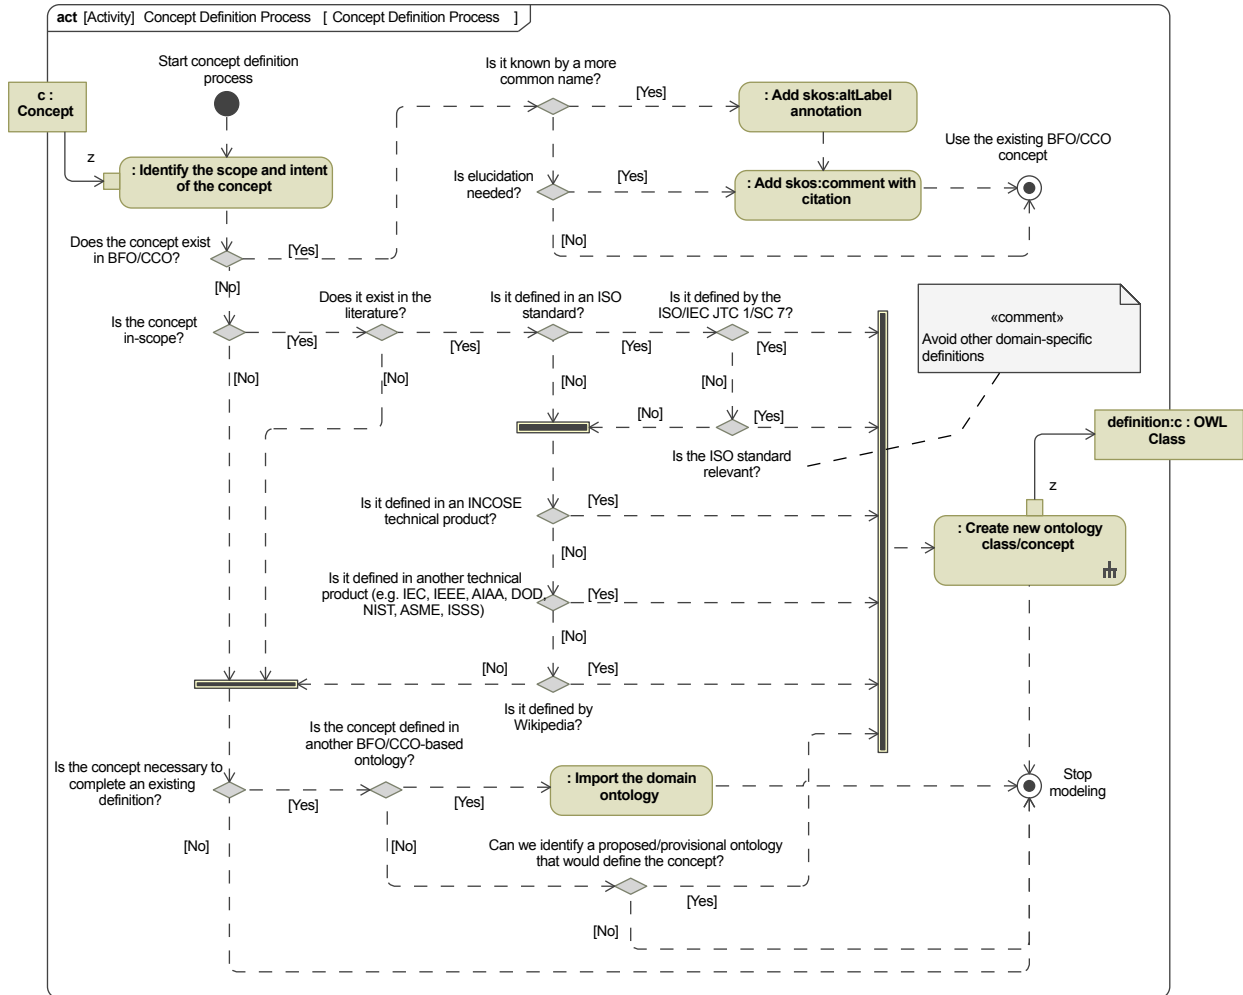 act [Activity] Concept Definition Process [ Concept Definition Process ]
Start concept definition
process
Is it known by a more
common name?
c :
Concept
[Yes]
: Add skos:altLabel
annotation
Use the existing BFO/CCO
concept
z
: Identify the scope and intent
of the concept
Is elucidation
needed?
[Yes]
: Add skos:comment with
citation
Does the concept exist
in BFO/CCO?
[Yes]
[No]
[No]
Does it exist in the
literature?
Is it defined in an ISO
standard?
Is it defined by the
ISO/IEC JTC 1/SC 7?
«comment»
Avoid other domain-specific
definitions
Is the concept
in-scope?
[Yes]
[Yes]
[Yes]
[Yes]
[No]
[No]
[No]
[No]
[No]
[Yes]
definition:c : OWL
Class
Is the ISO standard
relevant?
z
Is it defined in an INCOSE
technical product?
[Yes]
: Create new ontology
class/concept
[No]
Is it defined in another technical
product (e.g. IEC, IEEE, AIAA, DOD,
NIST, ASME, ISSS)
[Yes]
[No]
[No]
[Yes]
Is it defined by
Wikipedia?
Is the concept defined in
another BFO/CCO-based
ontology?
Is the concept necessary to
complete an existing
definition?
: Import the domain
ontology
Stop
modeling
[Yes]
[Yes]
[No]
[No]
Can we identify a proposed/provisional ontology
that would define the concept?
[Yes]
[No]